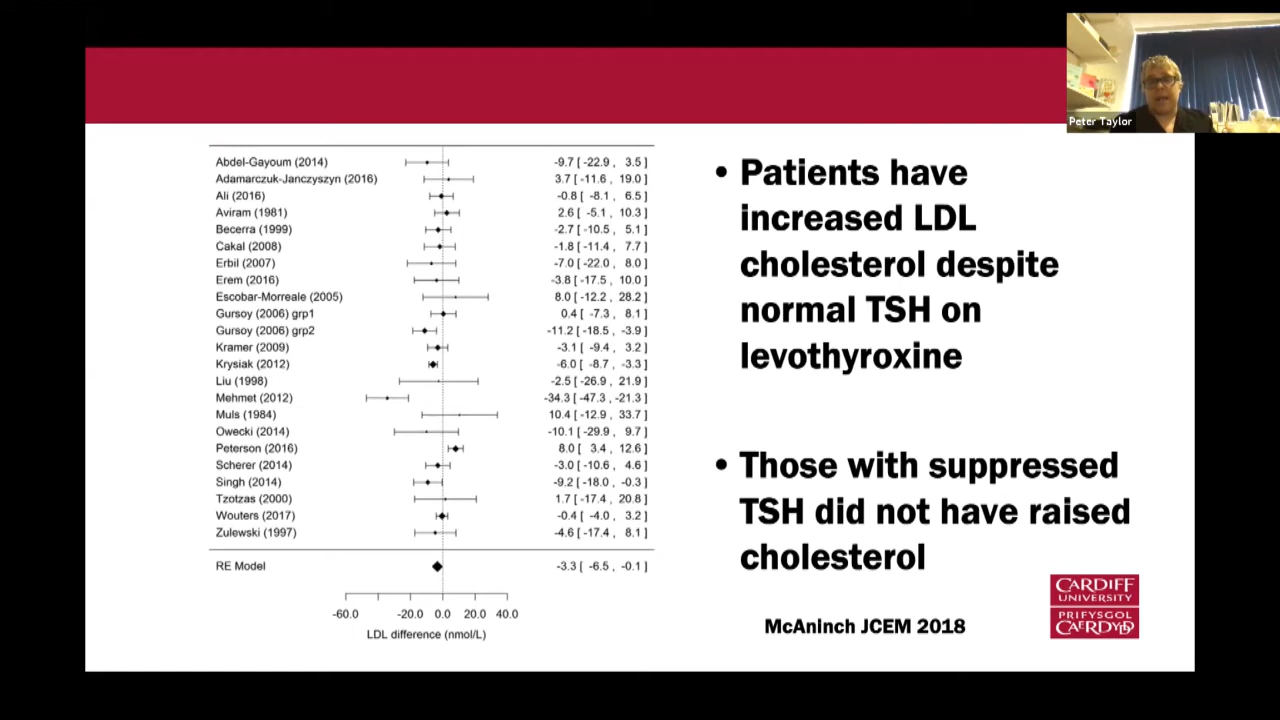 Peter Taylor
Abdel-Gayoum (2014) -9.7 [ -22.9 , 3.5 ]
Adamarczuk-Janczyszyn (2016) 3.7 [ -11.6 , 19.0 ]
Ali (2016) -0.8 [ -8.1 , 6.5 ]
Aviram (1981) 2.6 [ -5.1 , 10.3 ]
Becerra (1999) -2.7 [ -10.5 , 5.1 ]
Cakal (2008) -1.8 [ -11.4 , 7.7 ]
Erbil (2007) -7.0 [ -22.0 , 8.0 ]
Erem (2016) -3.8 [ -17.5 , 10.0 ]
Escobar-Morreale (2005) 8.0 [ -12.2 , 28.2 ]
Gursoy (2006) grp1 0.4 [ -7.3 , 8.1 ]
Gursoy (2006) grp2 -11.2 [ -18.5 , -3.9 ]
Kramer (2009) -3.1 [ -9.4 , 3.2 ]
Krysiak (2012) -6.0 [ -8.7 , -3.3 ]
Liu (1998) -2.5 [ -26.9 , 21.9 ]
Mehmet (2012) -34.3 [ -47.3 , -21.3 ]
Muls (1984) 10.4 [ -12.9 , 33.7 ]
Owecki (2014) -10.1 [ -29.9 , 9.7 ]
Peterson (2016) 8.0 [ 3.4 , 12.6 ]
Scherer (2014) -3.0 [ -10.6 , 4.6 ]
Singh (2014) -9.2 [ -18.0 , -0.3 ]
Tzotzas (2000) 1.7 [ -17.4 , 20.8 ]
Wouters (2017) -0.4 [ -4.0 , 3.2 ]
Zulewski (1997) -4.6 [ -17.4 , 8.1 ]
RE Model -3.3 [ -6.5 , -0.1 ]
-60.0 -20.0 0.0 20.0 40.0
LDL difference (nmol/L)
• Patients have
increased LDL
cholesterol despite
normal TSH on
levothyroxine
• Those with suppressed
TSH did not have raised
cholesterol
McAninch JCEM 2018
CARDIFF
UNIVERSITY
PRIFYSGOL
CAERDYDD